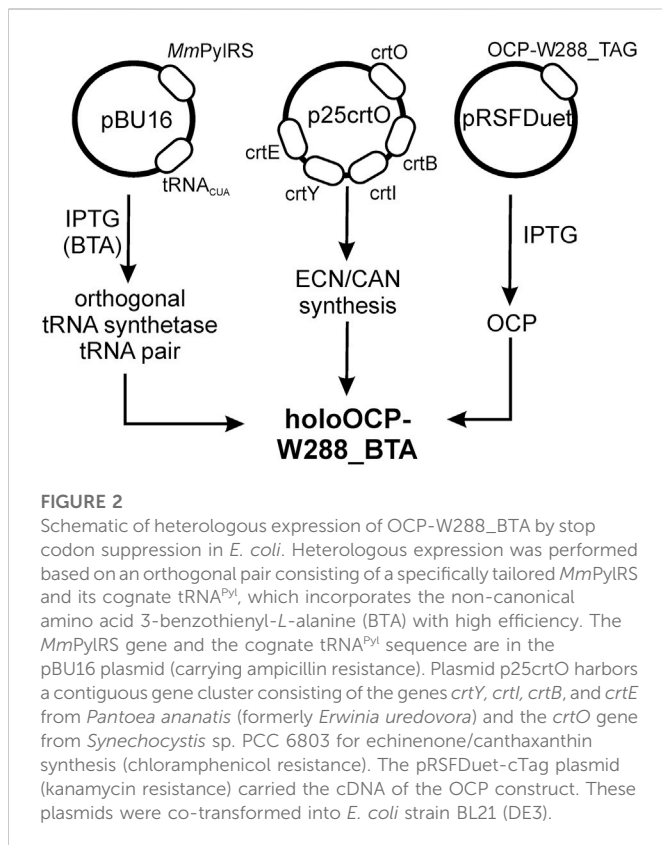 MmPylRS
pBU16
tRNACUA
IPTG
(BTA)
orthogonal
tRNA synthetase
tRNA pair
crtO
p25crtO
crtE
crtB
crtY
crtI
ECN/CAN
synthesis
OCP-W288_TAG
pRSFDuet
IPTG
OCP
holoOCP-
W288_BTA
FIGURE 2
Schematic of heterologous expression of OCP-W288_BTA by stop
codon suppression in E. coli. Heterologous expression was performed
based on an orthogonal pair consisting of a specifically tailored MmPylRS
and its cognate tRNAPyl, which incorporates the non-canonical
amino acid 3-benzothienyl-L-alanine (BTA) with high efficiency. The
MmPylRS gene and the cognate tRNAPyl sequence are in the
pBU16 plasmid (carrying ampicillin resistance). Plasmid p25crtO harbors
a contiguous gene cluster consisting of the genes crtY, crtI, crtB, and crtE
from Pantoea ananatis (formerly Erwinia uredovora) and the crtO gene
from Synechocystis sp. PCC 6803 for echinenone/canthaxanthin
synthesis (chloramphenicol resistance). The pRSFDuet-cTag plasmid
(kanamycin resistance) carried the cDNA of the OCP construct. These
plasmids were co-transformed into E. coli strain BL21 (DE3).